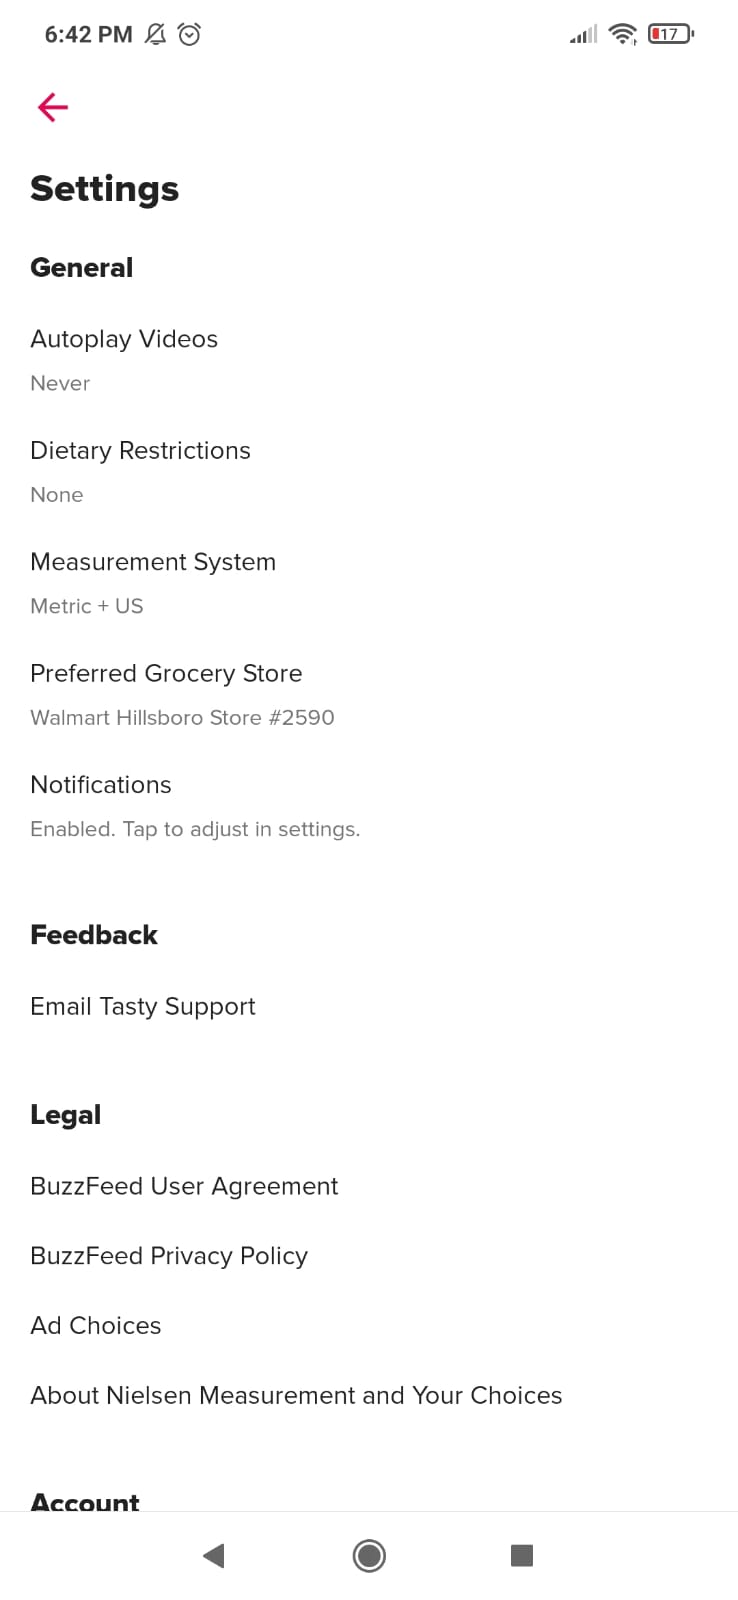 6:42 PM
17
Settings
General
Autoplay Videos
Never
Dietary Restrictions
None
Measurement System
Metric + US
Preferred Grocery Store
Walmart Hillsboro Store #2590
Notifications
Enabled. Tap to adjust in settings.
Feedback
Email Tasty Support
Legal
BuzzFeed User Agreement
BuzzFeed Privacy Policy
Ad Choices
About Nielsen Measurement and Your Choices
Account